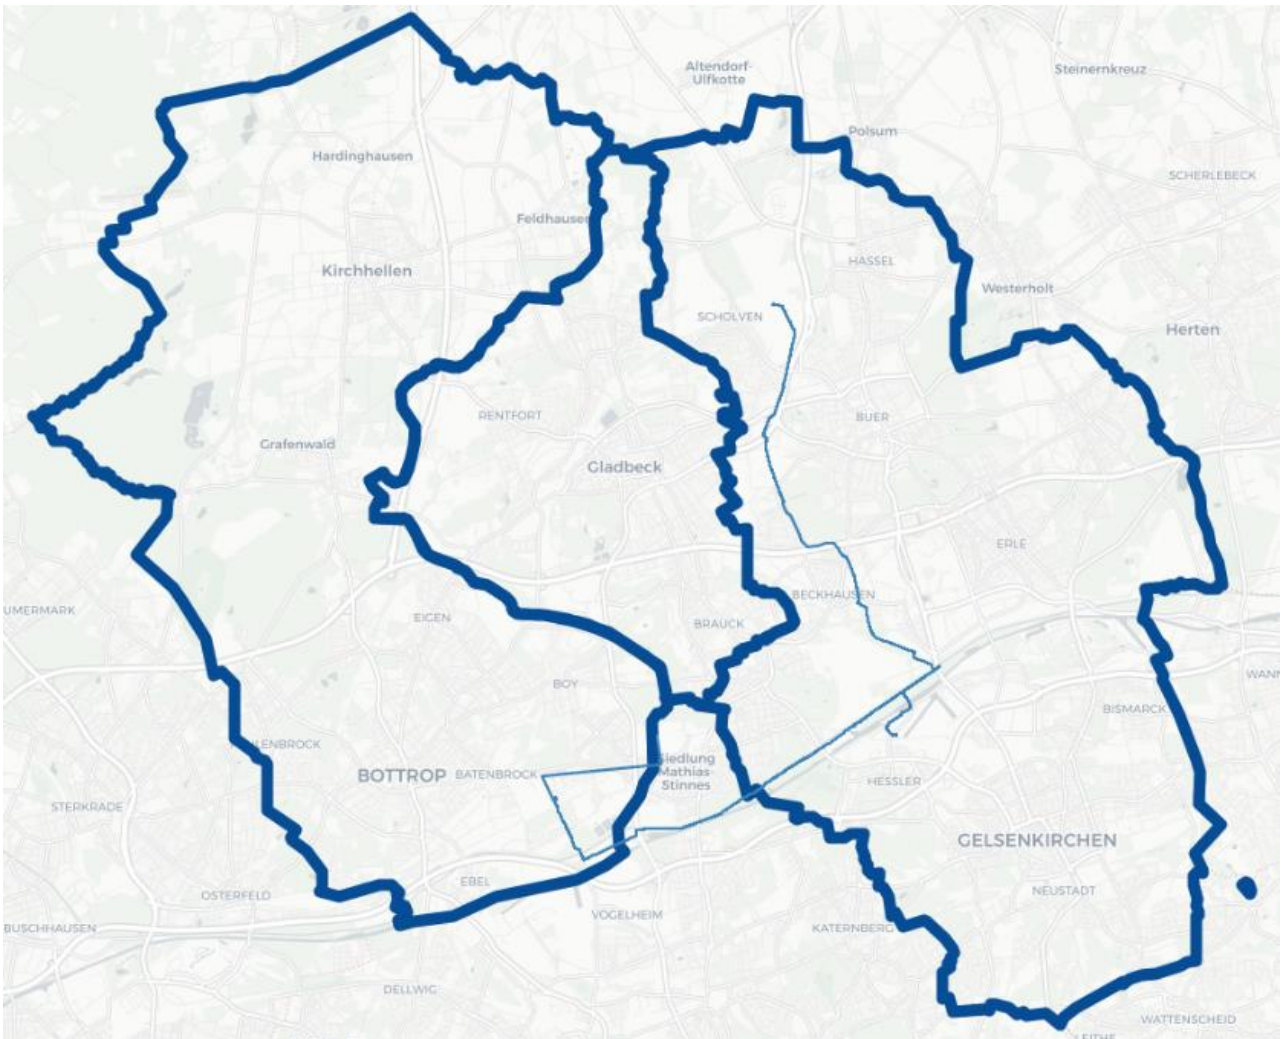 Altendorf-
Ulfkotte
Steinernkreuz
Polsum
Hardinghausen
SCHERLEBECK
Feldhausen
HASSEL
Kirchhellen
Westerholt
SCHOLVEN
Herten
RENTFORT
BUER
Grafenwald
Gladbeck
ERLE
BECKHAUSEN
UMERMARK
EIGEN
BRAUCK
WANN
BOY
BISMARCK
Siedlung
Mathias-
Stinnes
BOTTROP
BATENBROCK
HESSLER
STERKRADE
GELSENKIRCHEN
EBEL
OSTERFELD
NEUSTADT
VOGELHEIM
BUSCHHAUSEN
KATERNBERG
DELLWIG
WATTENSCHEID